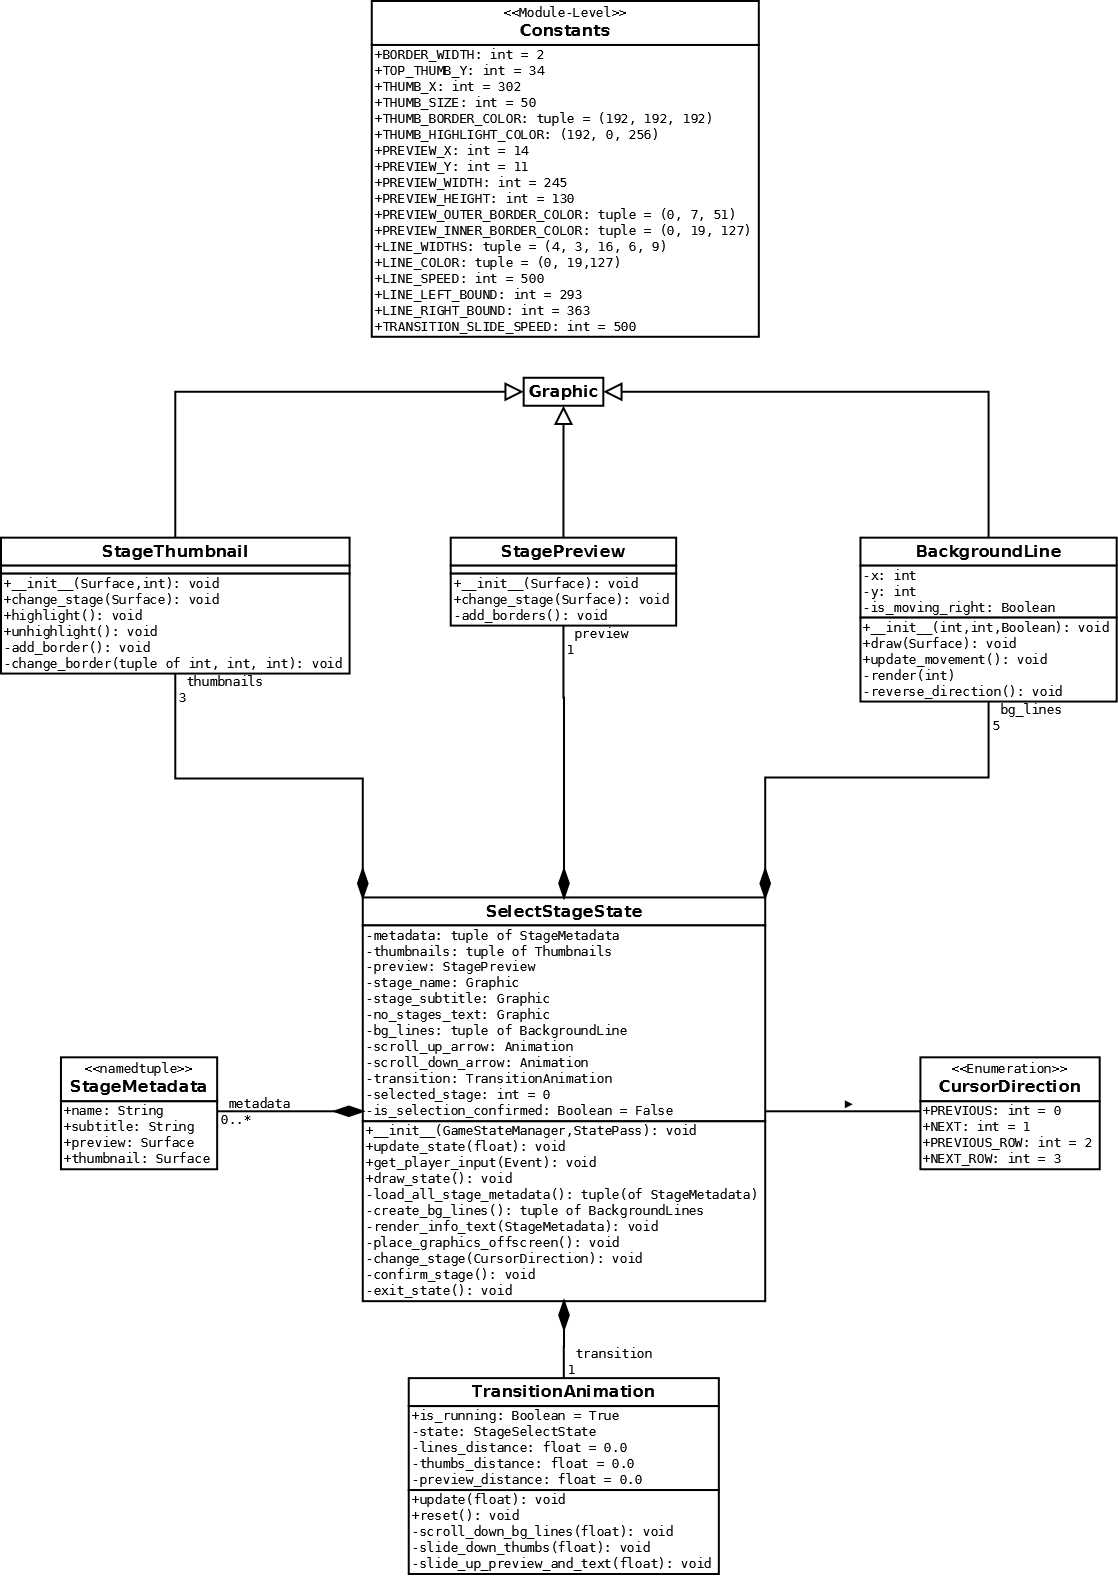 <<Module-Level>>
Constants
+BORDER_WIDTH: int = 2
+TOP_THUMB_Y: int = 34
+THUMB_X: int = 302
+THUMB_SIZE: int = 50
+THUMB_BORDER_COLOR: tuple = (192, 192, 192)
+THUMB_HIGHLIGHT_COLOR: (192, 0, 256)
+PREVIEW_X: int = 14
+PREVIEW_Y: int = 11
+PREVIEW_WIDTH: int = 245
+PREVIEW_HEIGHT: int = 130
+PREVIEW_OUTER_BORDER_COLOR: tuple = (0, 7, 51)
+PREVIEW_INNER_BORDER_COLOR: tuple = (0, 19, 127)
+LINE_WIDTHS: tuple = (4, 3, 16, 6, 9)
+LINE_COLOR: tuple = (0, 19,127)
+LINE_SPEED: int = 500
+LINE_LEFT_BOUND: int = 293
+LINE_RIGHT_BOUND: int = 363
+TRANSITION_SLIDE_SPEED: int = 500
Graphic
StageThumbnail
+__init__(Surface,int): void
+change_stage(Surface): void
+highlight(): void
+unhighlight(): void
-add_border(): void
-change_border(tuple of int, int, int): void
thumbnails
3
StagePreview
+__init__(Surface): void
+change_stage(Surface): void
-add_borders(): void
preview
1
BackgroundLine
-x: int
-y: int
-is_moving_right: Boolean
+__init__(int,int,Boolean): void
+draw(Surface): void
+update_movement(): void
-render(int)
-reverse_direction(): void
bg_lines
5
SelectStageState
-metadata: tuple of StageMetadata
-thumbnails: tuple of Thumbnails
-preview: StagePreview
-stage_name: Graphic
-stage_subtitle: Graphic
-no_stages_text: Graphic
-bg_lines: tuple of BackgroundLine
-scroll_up_arrow: Animation
-scroll_down_arrow: Animation
-transition: TransitionAnimation
-selected_stage: int = 0
-is_selection_confirmed: Boolean = False
+__init__(GameStateManager,StatePass): void
+update_state(float): void
+get_player_input(Event): void
+draw_state(): void
-load_all_stage_metadata(): tuple(of StageMetadata)
-create_bg_lines(): tuple of BackgroundLines
-render_info_text(StageMetadata): void
-place_graphics_offscreen(): void
-change_stage(CursorDirection): void
-confirm_stage(): void
-exit_state(): void
<<namedtuple>>
StageMetadata
+name: String
+subtitle: String
+preview: Surface
+thumbnail: Surface
metadata
0..*
<<Enumeration>>
CursorDirection
+PREVIOUS: int = 0
+NEXT: int = 1
+PREVIOUS_ROW: int = 2
+NEXT_ROW: int = 3
transition
1
TransitionAnimation
+is_running: Boolean = True
-state: StageSelectState
-lines_distance: float = 0.0
-thumbs_distance: float = 0.0
-preview_distance: float = 0.0
+update(float): void
+reset(): void
-scroll_down_bg_lines(float): void
-slide_down_thumbs(float): void
-slide_up_preview_and_text(float): void